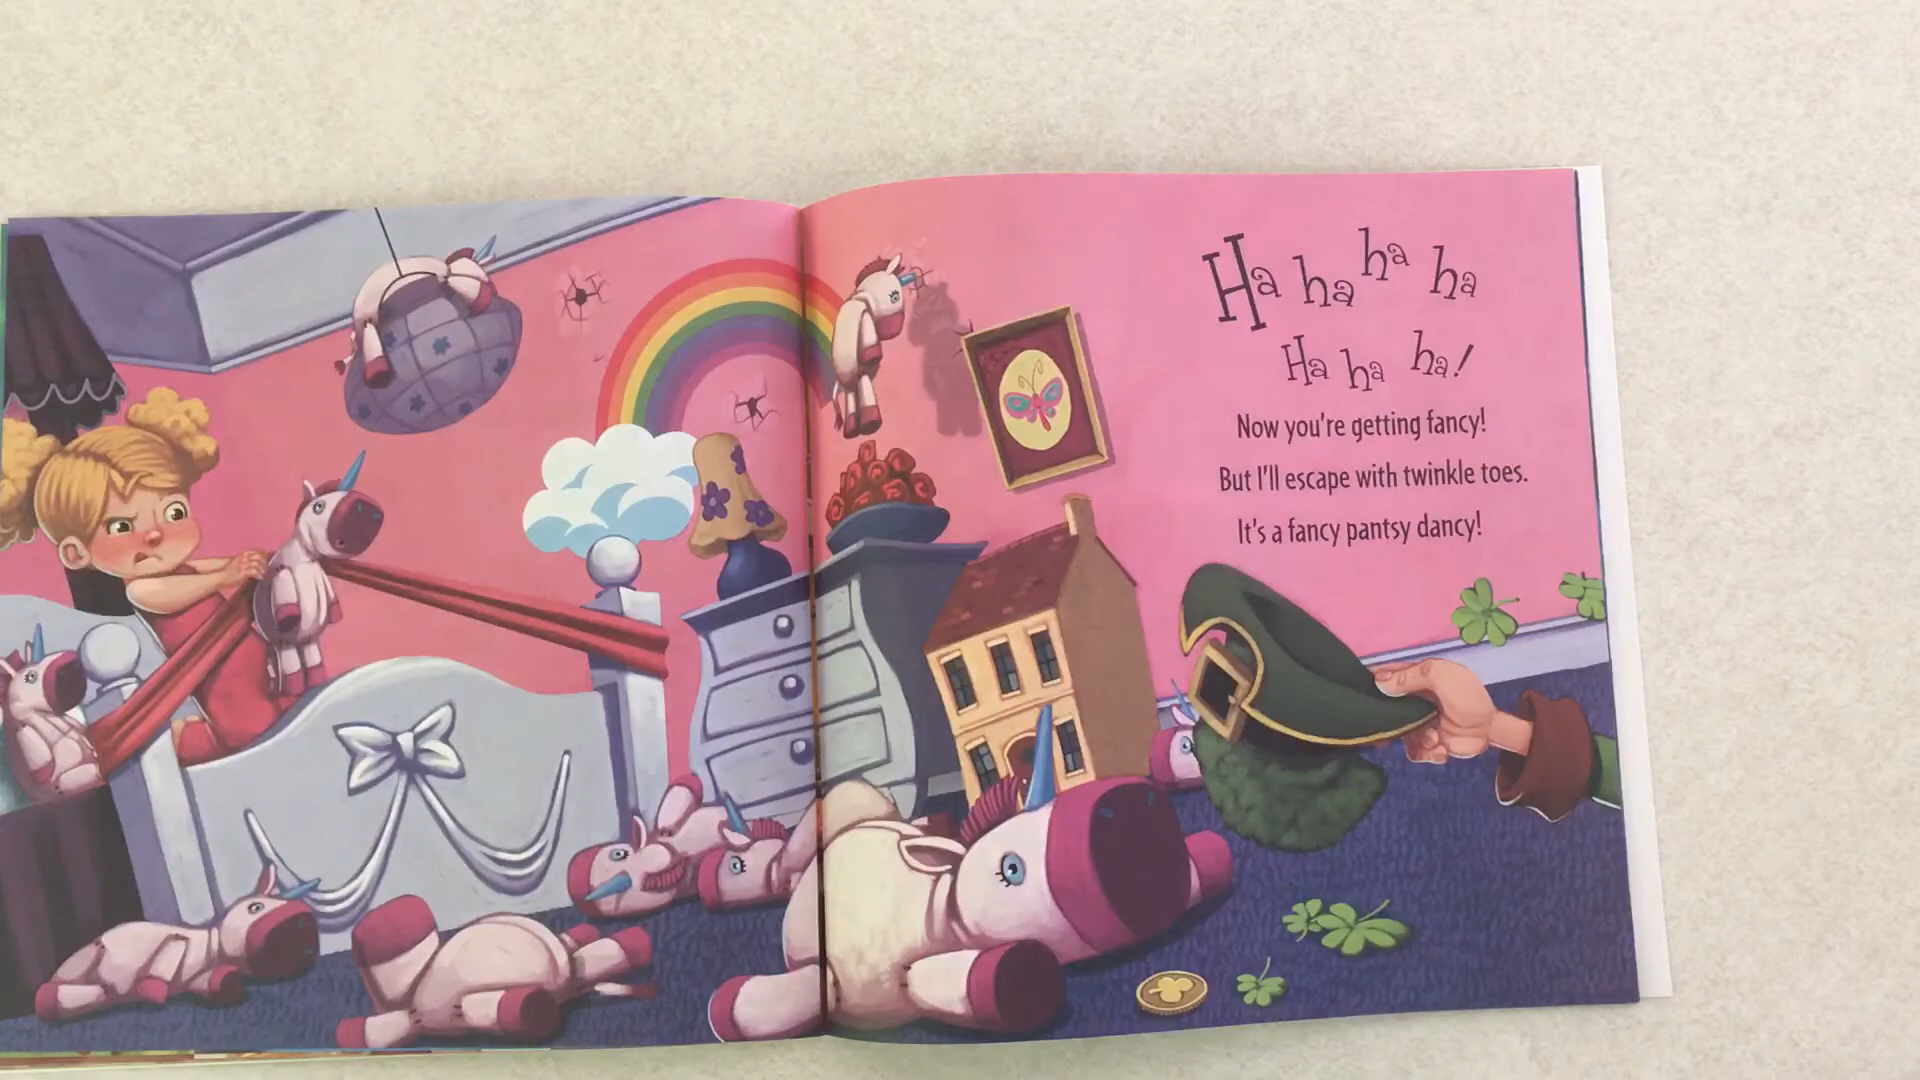 Ha ha ha ha
Ha ha ha!
Now you're getting fancy!
But I'll escape with twinkle toes.
It's a fancy pantsy dancy!